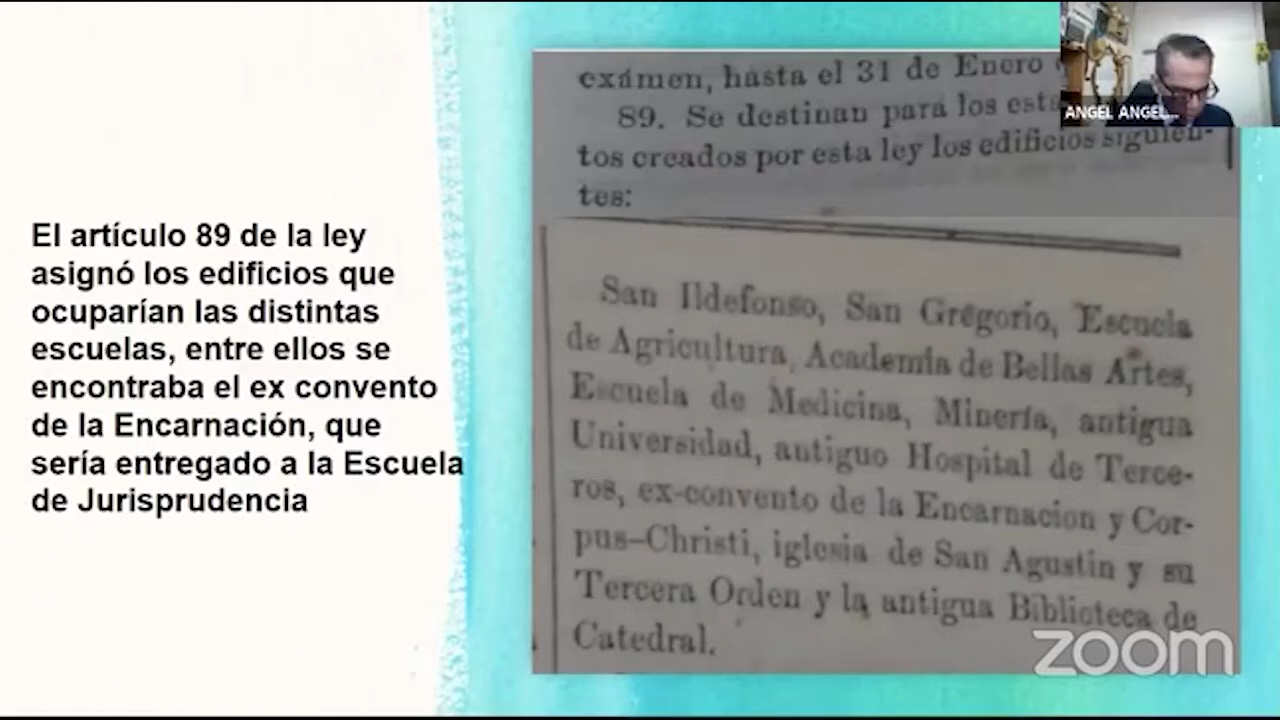 El artículo 89 de la ley
asignó los edificios que
ocuparían las distintas
escuelas, entre ellos se
encontraba el ex convento
de la Encarnación, que
sería entregado a la Escuela
de Jurisprudencia
exámen, hasta el 31 de Enero
89. Se destinan para los esta
tos creados por esta ley los edificios siguien-
tes:
San Ildefonso, San Gregorio, Escuela
de Agricultura, Academia de Bellas Artes,
Escuela de Medicina, Minería, antigua
Universidad, antiguo Hospital de Terce-
ros, ex-convento de la Encarnacion y Cor-
pus-Christi, iglesia de San Agustin y su
Tercera Orden y la antigua Biblioteca de
Catedral.
ANGEL ANGEL...
zoom